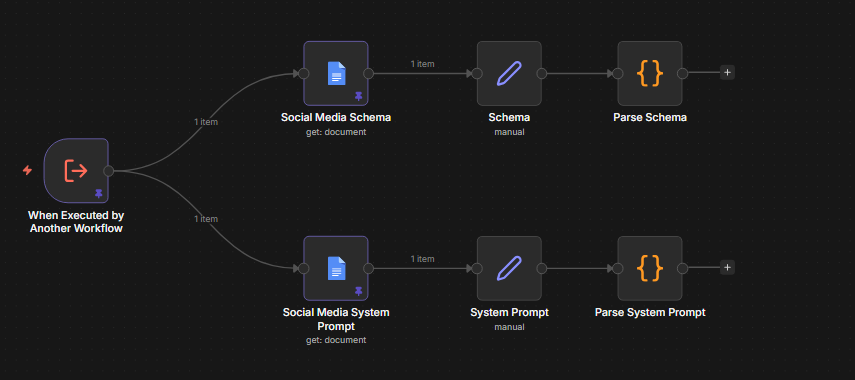 1 item
Social Media Schema
get: document
1 item
Schema
manual
Parse Schema
When Executed by
Another Workflow
1 item
Social Media System
Prompt
get: document
1 item
System Prompt
manual
Parse System Prompt